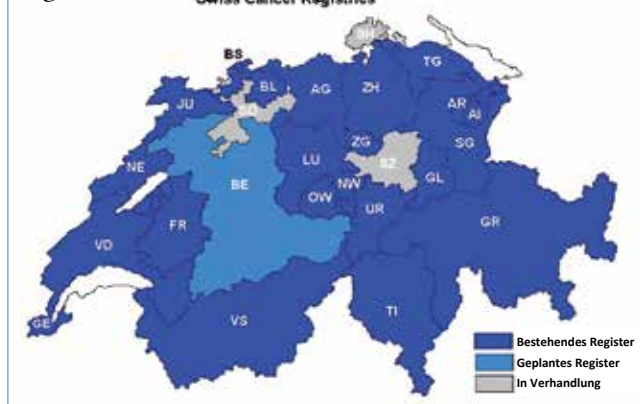 Swiss Cancer Registries
SH
BS
TG
BL
AG
ZH
JU
SO
AR
AI
ZG
SG
LU
SZ
NE
BE
NW
GL
OW
UR
FR
GR
VD
GE
VS
TI
Bestehendes Register
Geplantes Register
In Verhandlung